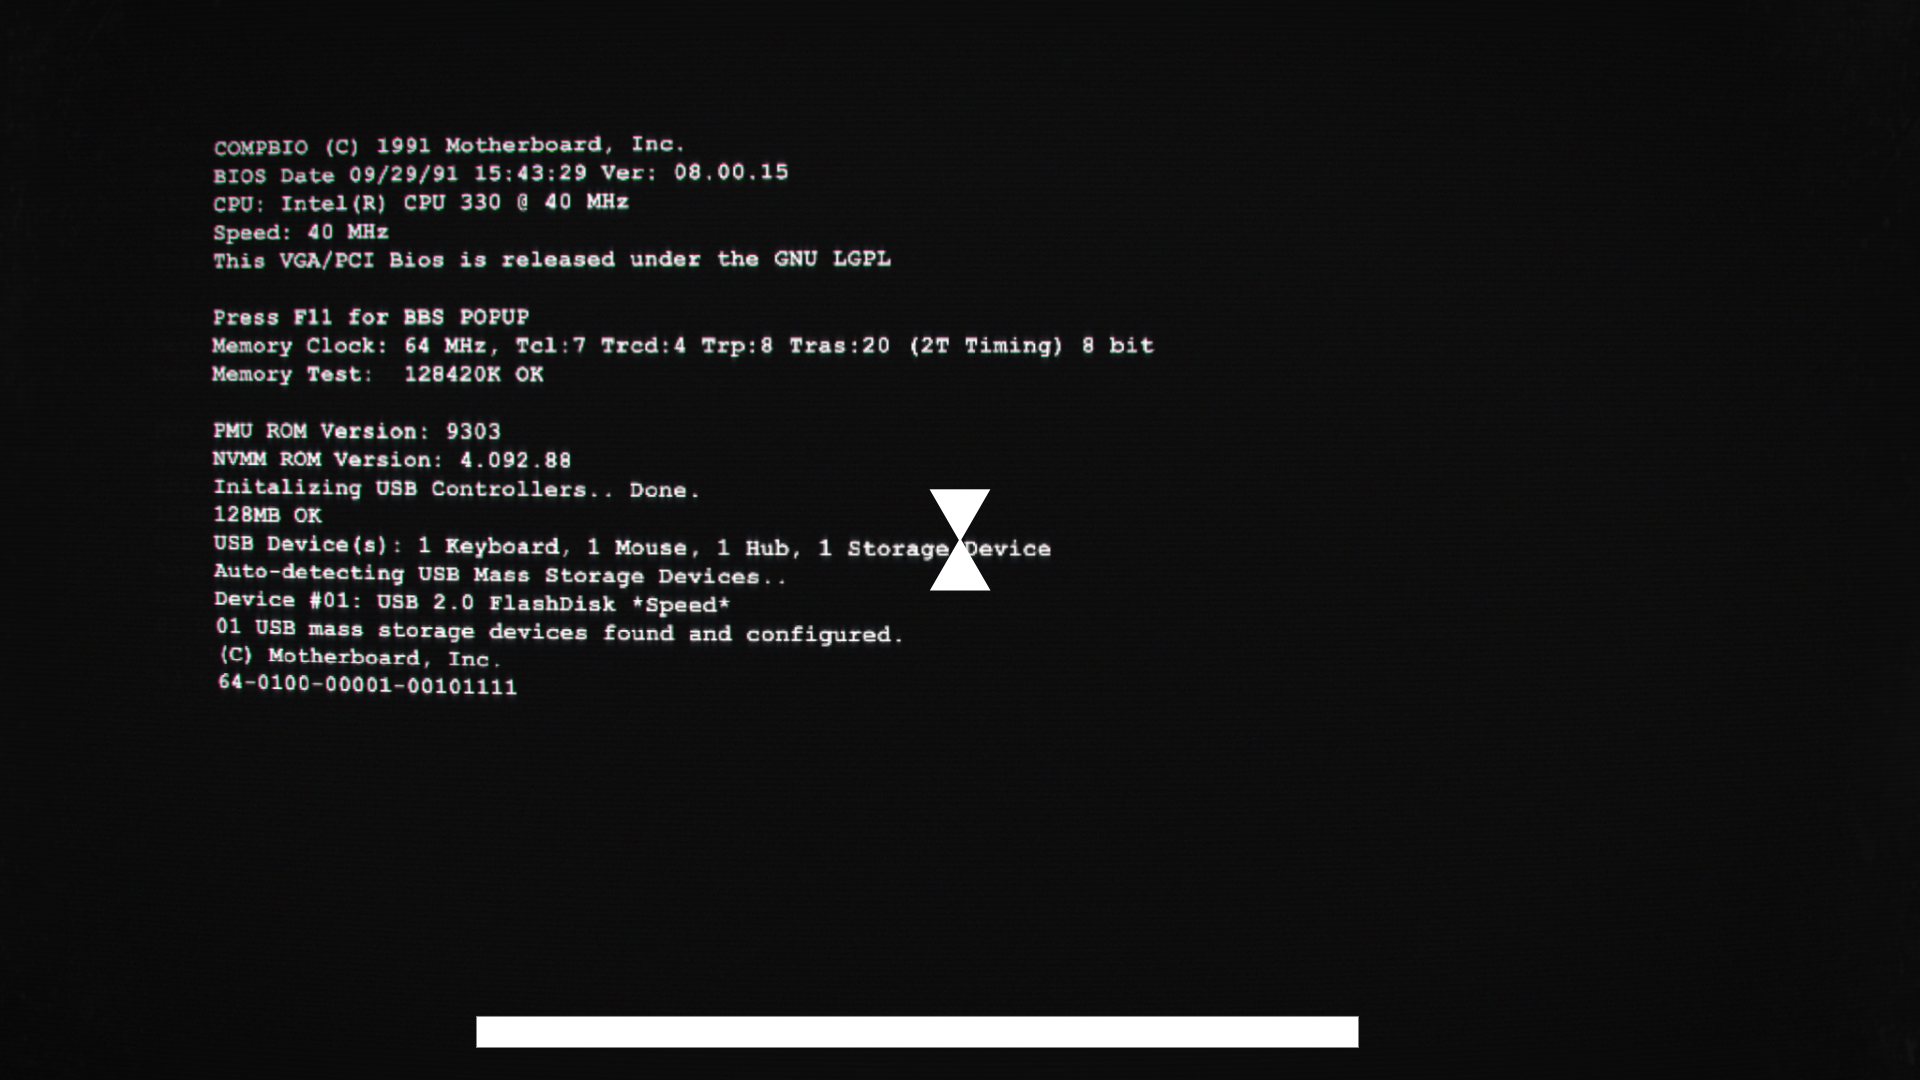 COMPBIO (C) 1991 Motherboard, Inc.
BIOS Date 09/29/91 15:43:29 Ver: 08.00.15
CPU: Intel(R) CPU 330 @ 40 MHz
Speed: 40 MHz
This VGA/PCI Bios is released under the GNU LGPL
Press F11 for BBS POPUP
Memory Clock: 64 MHz, Tcl:7 Trcd:4 Trp:8 Tras:20 (2T Timing) 8 bit
Memory Test:  128420K OK
PMU ROM Version: 9303
NVMM ROM Version: 4.092.88
Initalizing USB Controllers.. Done.
128MB OK
USB Device(s): 1 Keyboard, 1 Mouse, 1 Hub, 1 Storage Device
Auto-detecting USB Mass Storage Devices..
Device #01: USB 2.0 FlashDisk *Speed*
01 USB mass storage devices found and configured.
(C) Motherboard, Inc.
64-0100-00001-00101111